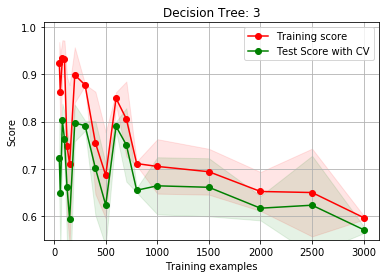 Decision Tree: 3
1.0
0.9
0.8
0.7
0.6
Score
Training score
Test Score with CV
0 500 1000 1500 2000 2500 3000
Training examples